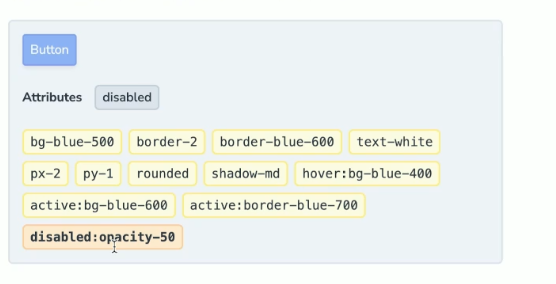 Button
Attributes disabled
bg-blue-500 border-2 border-blue-600 text-white
px-2 py-1 rounded shadow-md hover:bg-blue-400
active:bg-blue-600 active:border-blue-700
disabled:opacity-50